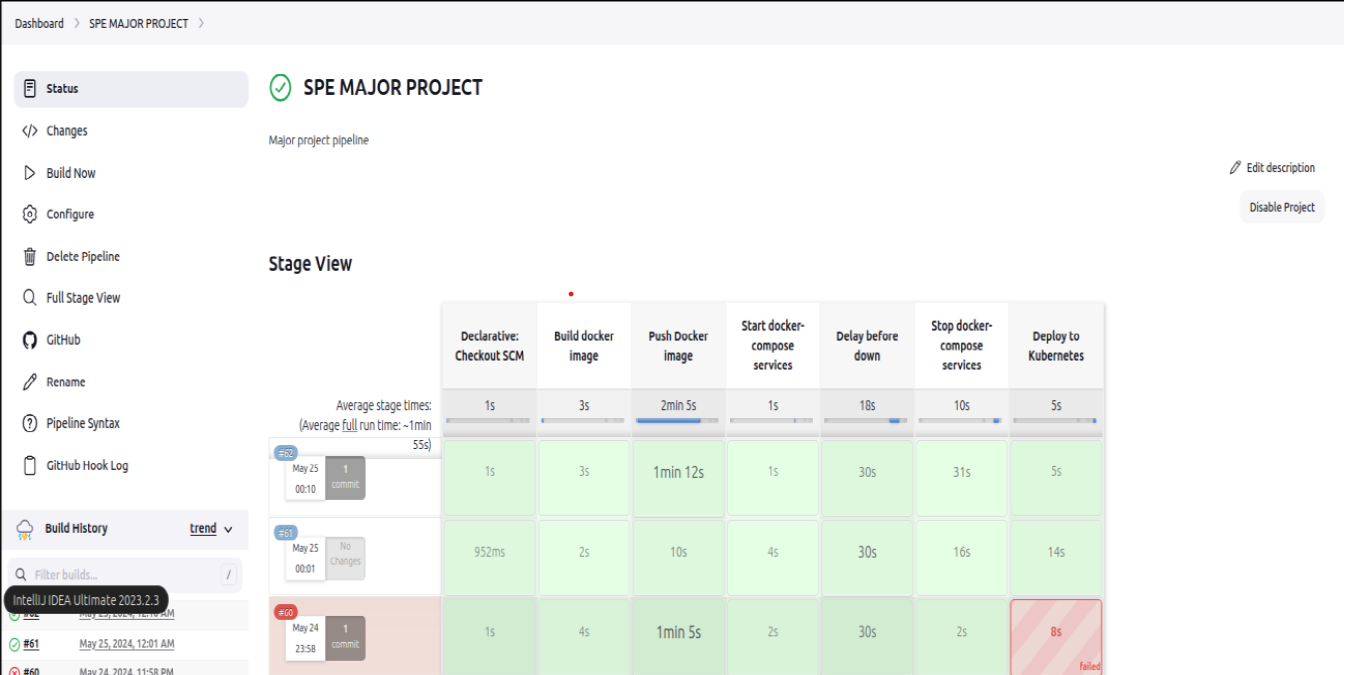 Dashboard > SPE MAJOR PROJECT >
Status
Changes
Build Now
Configure
Delete Pipeline
Full Stage View
GitHub
Rename
Pipeline Syntax
GitHub Hook Log
Build History trend
Filter builds... /
IntelliJ IDEA Ultimate 2023.2.3
#62 May 25, 2024, 12:10 AM
#61 May 25, 2024, 12:01 AM
#60 May 24, 2024, 11:58 PM
SPE MAJOR PROJECT
Major project pipeline
Edit description
Disable Project
Stage View
Declarative: Checkout SCM
Build docker image
Push Docker image
Start docker-compose services
Delay before down
Stop docker-compose services
Deploy to Kubernetes
Average stage times:
(Average full run time: ~1min
55s)
1s 3s 2min 5s 1s 18s 10s 5s
#62
May 25
00:10
1
commit
1s 3s 1min 12s 1s 30s 31s 5s
#61
May 25
00:01
No
Changes
952ms 2s 10s 4s 30s 16s 14s
#60
May 24
23:58
1
commit
1s 4s 1min 5s 2s 30s 2s 8s
failed